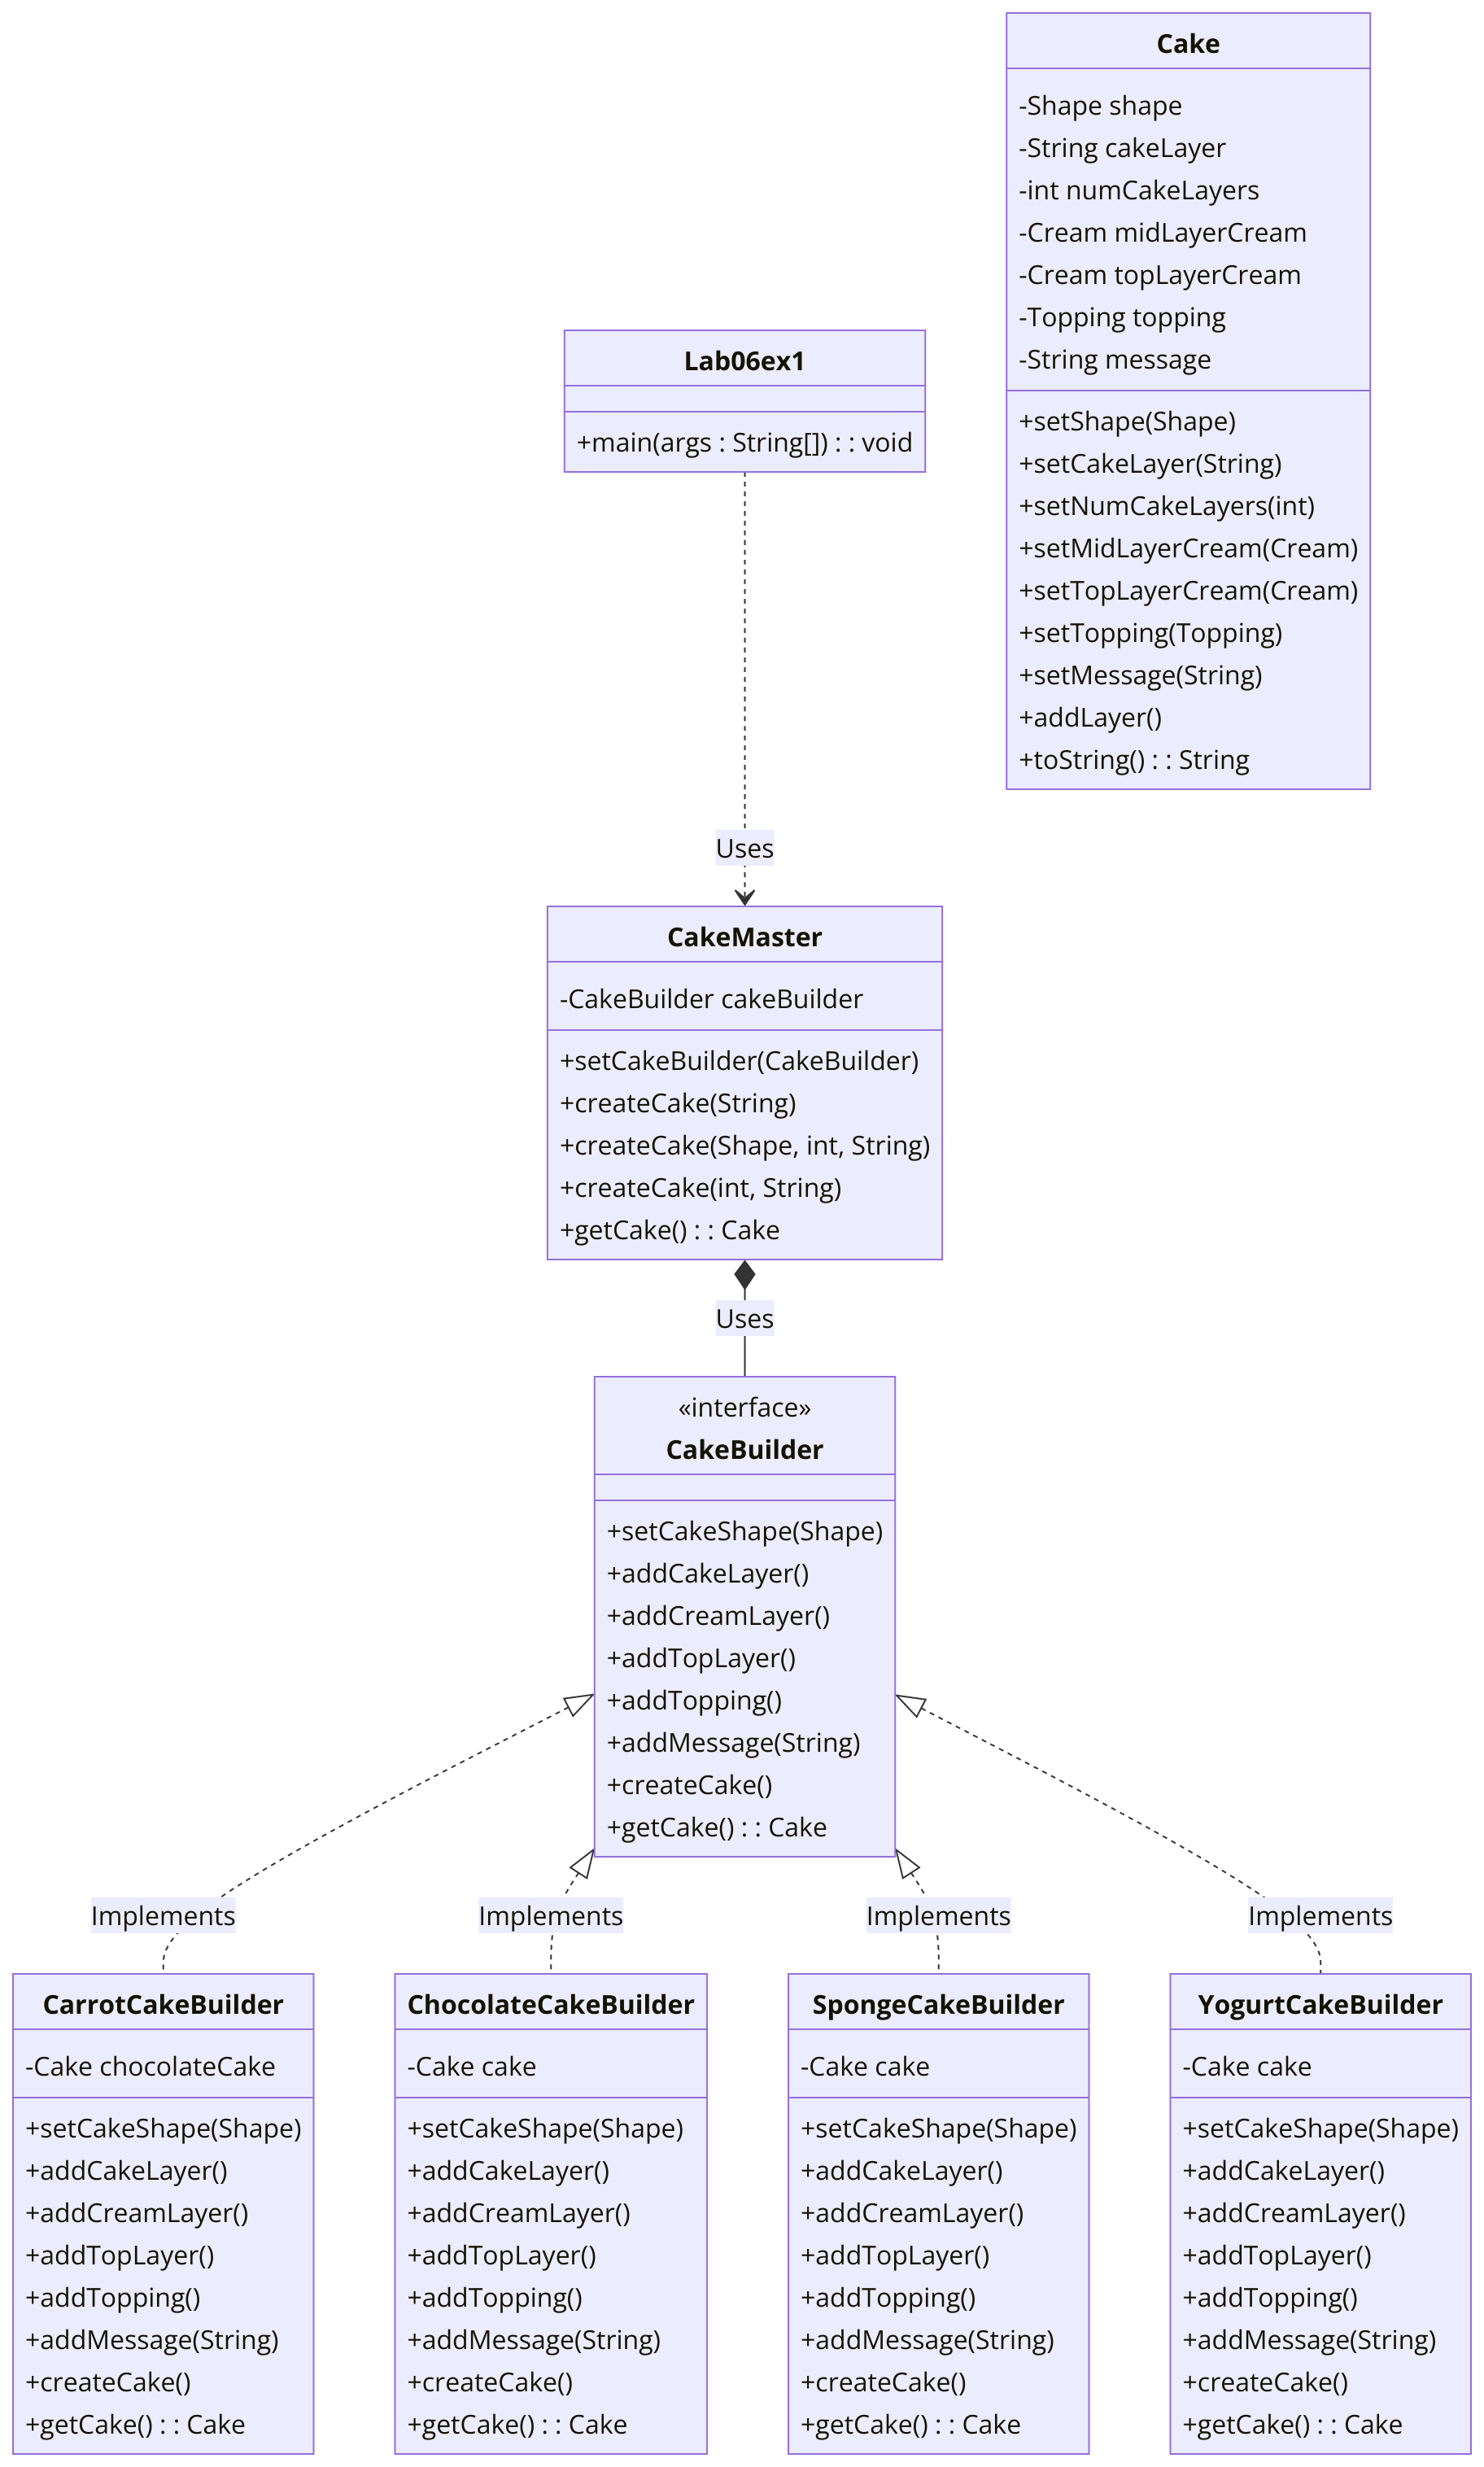 Cake
-Shape shape
-String cakeLayer
-int numCakeLayers
-Cream midLayerCream
-Cream topLayerCream
-Topping topping
-String message
+setShape(Shape)
+setCakeLayer(String)
+setNumCakeLayers(int)
+setMidLayerCream(Cream)
+setTopLayerCream(Cream)
+setTopping(Topping)
+setMessage(String)
+addLayer()
+toString() : : String
Lab06ex1
+main(args : String[]) : : void
Uses
CakeMaster
-CakeBuilder cakeBuilder
+setCakeBuilder(CakeBuilder)
+createCake(String)
+createCake(Shape, int, String)
+createCake(int, String)
+getCake() : : Cake
Uses
«interface»
CakeBuilder
+setCakeShape(Shape)
+addCakeLayer()
+addCreamLayer()
+addTopLayer()
+addTopping()
+addMessage(String)
+createCake()
+getCake() : : Cake
Implements
Implements
Implements
Implements
CarrotCakeBuilder
-Cake chocolateCake
+setCakeShape(Shape)
+addCakeLayer()
+addCreamLayer()
+addTopLayer()
+addTopping()
+addMessage(String)
+createCake()
+getCake() : : Cake
ChocolateCakeBuilder
-Cake cake
+setCakeShape(Shape)
+addCakeLayer()
+addCreamLayer()
+addTopLayer()
+addTopping()
+addMessage(String)
+createCake()
+getCake() : : Cake
SpongeCakeBuilder
-Cake cake
+setCakeShape(Shape)
+addCakeLayer()
+addCreamLayer()
+addTopLayer()
+addTopping()
+addMessage(String)
+createCake()
+getCake() : : Cake
YogurtCakeBuilder
-Cake cake
+setCakeShape(Shape)
+addCakeLayer()
+addCreamLayer()
+addTopLayer()
+addTopping()
+addMessage(String)
+createCake()
+getCake() : : Cake